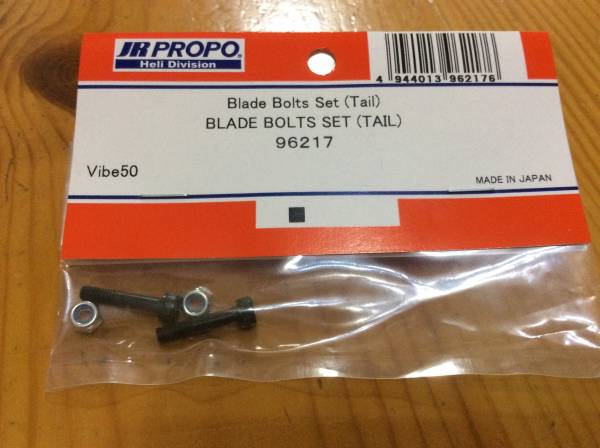 JR PROPO
Heli Division
4 944013 962176
Blade Bolts Set (Tail)
BLADE BOLTS SET (TAIL)
96217
Vibe50
MADE IN JAPAN